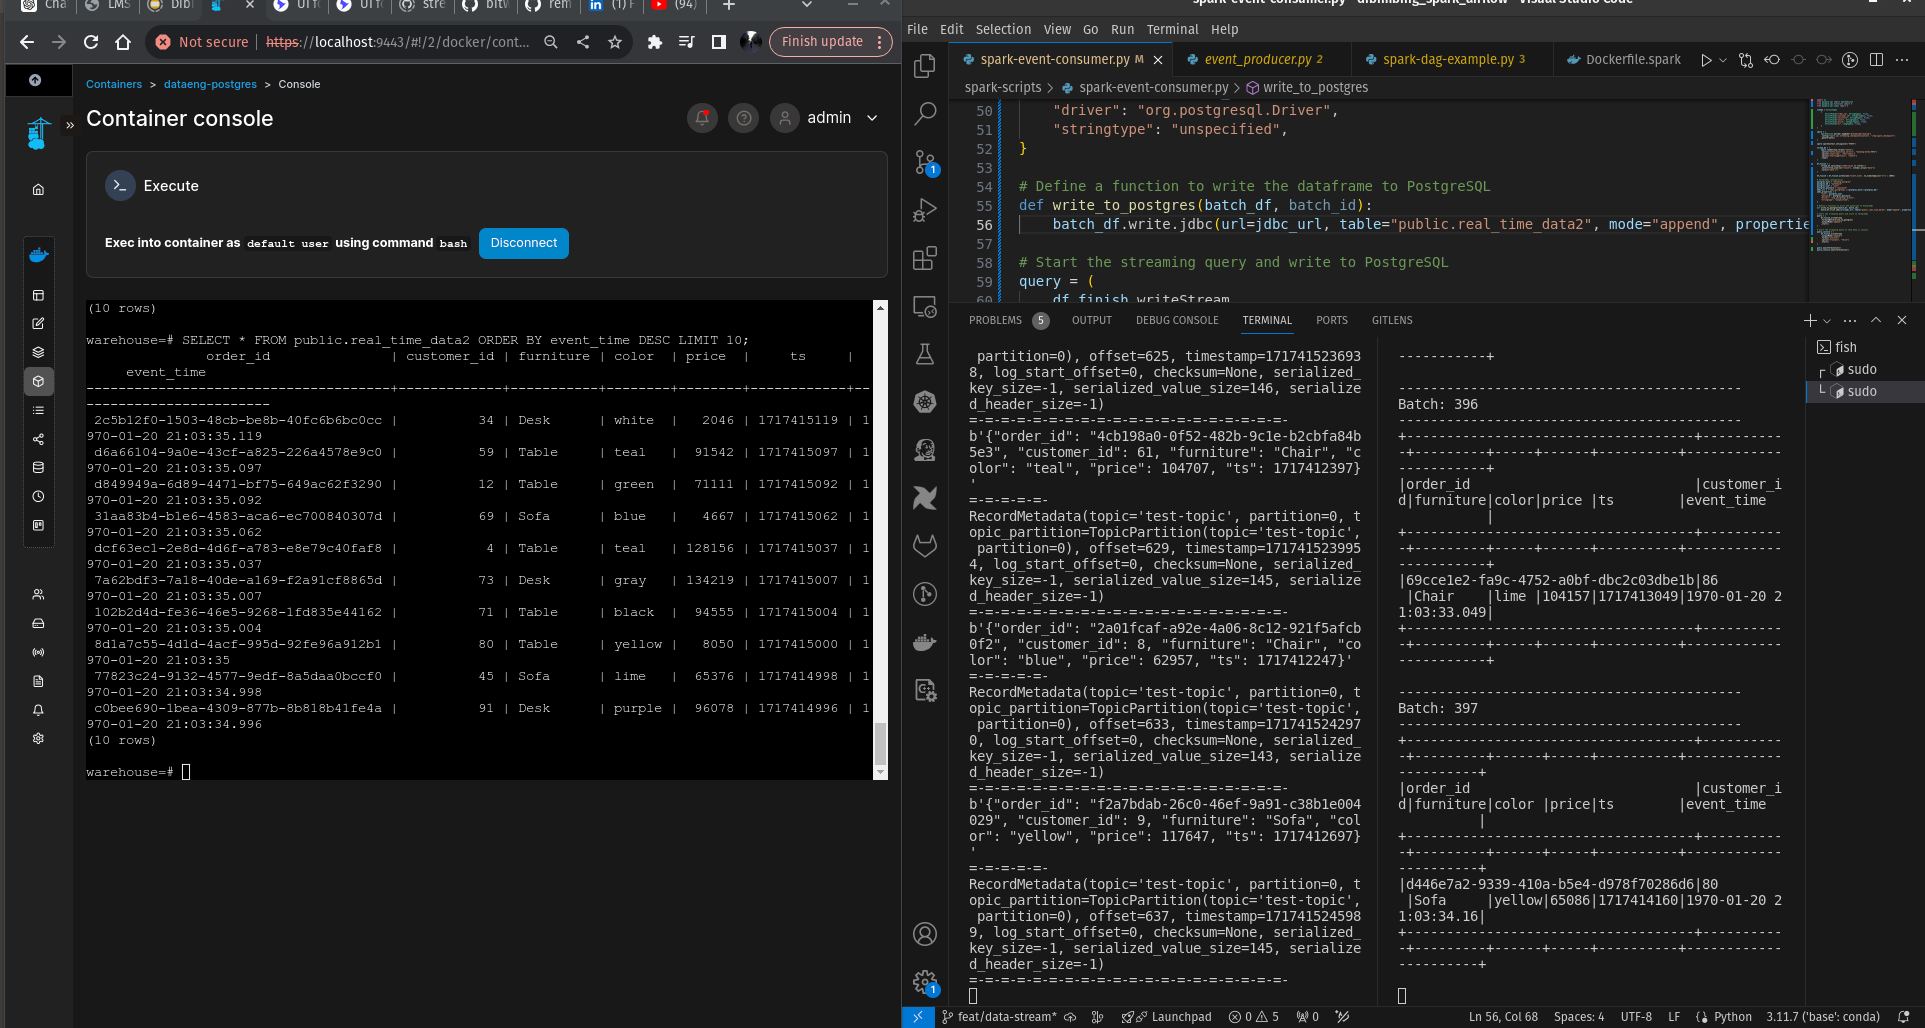 Cha
LMS
Dibi
UI fo
UI fo
stre
bitw
rem
(1) F
(94)
Not secure
https://localhost:9443/#!/2/docker/cont...
Finish update
Containers > dataeng-postgres > Console
Container console
admin
Execute
Exec into container as default user using command bash
Disconnect
(10 rows)
warehouse=# SELECT * FROM public.real_time_data2 ORDER BY event_time DESC LIMIT 10;
order_id | customer_id | furniture | color | price | ts |
event_time
--------------------------------------+-------------+-----------+--------+--------+------------+--
-----------------------
2c5b12f0-1503-48cb-be8b-40fc6b6bc0cc | 34 | Desk | white | 2046 | 1717415119 | 1
970-01-20 21:03:35.119
d6a66104-9a0e-43cf-a825-226a4578e9c0 | 59 | Table | teal | 91542 | 1717415097 | 1
970-01-20 21:03:35.097
d849949a-6d89-4471-bf75-649ac62f3290 | 12 | Table | green | 71111 | 1717415092 | 1
970-01-20 21:03:35.092
31aa83b4-b1e6-4583-aca6-ec700840307d | 69 | Sofa | blue | 4667 | 1717415062 | 1
970-01-20 21:03:35.062
dcf63ec1-2e8d-4d6f-a783-e8e79c40faf8 | 4 | Table | teal | 128156 | 1717415037 | 1
970-01-20 21:03:35.037
7a62bdf3-7a18-40de-a169-f2a91cf8865d | 73 | Desk | gray | 134219 | 1717415007 | 1
970-01-20 21:03:35.007
102b2d4d-fe36-46e5-9268-1fd835e44162 | 71 | Table | black | 94555 | 1717415004 | 1
970-01-20 21:03:35.004
8d1a7c55-4d1d-4acf-995d-92fe96a912b1 | 80 | Table | yellow | 8050 | 1717415000 | 1
970-01-20 21:03:35
77823c24-9132-4577-9edf-8a5daa0bccf0 | 45 | Sofa | lime | 65376 | 1717414998 | 1
970-01-20 21:03:34.998
c0bee690-1bea-4309-877b-8b818b41fe4a | 91 | Desk | purple | 96078 | 1717414996 | 1
970-01-20 21:03:34.996
(10 rows)
warehouse=#
spark-event-consumer.py - dibimbing_spark_airflow - Visual Studio Code
File Edit Selection View Go Run Terminal Help
spark-event-consumer.py M
event_producer.py 2
spark-dag-example.py 3
Dockerfile.spark
spark-scripts > spark-event-consumer.py > write_to_postgres
50 "driver": "org.postgresql.Driver",
51 "stringtype": "unspecified",
52 }
53
54 # Define a function to write the dataframe to PostgreSQL
55 def write_to_postgres(batch_df, batch_id):
56 batch_df.write.jdbc(url=jdbc_url, table="public.real_time_data2", mode="append", propertie
57
58 # Start the streaming query and write to PostgreSQL
59 query = (
60 df_finish.writeStream
PROBLEMS 5 OUTPUT DEBUG CONSOLE TERMINAL PORTS GITLENS
fish
sudo
sudo
partition=0), offset=625, timestamp=171741523693
8, log_start_offset=0, checksum=None, serialized_
key_size=-1, serialized_value_size=146, serialize
d_header_size=-1)
=-=-=-=-=-=-=-=-=-=-=-=-=-=-=-=-=-=-=-=-
b'{"order_id": "4cb198a0-0f52-482b-9c1e-b2cbfa84b
5e3", "customer_id": 61, "furniture": "Chair", "c
olor": "teal", "price": 104707, "ts": 1717412397}
'
=-=-=-=-=-
RecordMetadata(topic='test-topic', partition=0, t
opic_partition=TopicPartition(topic='test-topic',
partition=0), offset=629, timestamp=171741523995
4, log_start_offset=0, checksum=None, serialized_
key_size=-1, serialized_value_size=145, serialize
d_header_size=-1)
=-=-=-=-=-=-=-=-=-=-=-=-=-=-=-=-=-=-=-=-
b'{"order_id": "2a01fcaf-a92e-4a06-8c12-921f5afcb
0f2", "customer_id": 8, "furniture": "Chair", "co
lor": "blue", "price": 62957, "ts": 1717412247}'
=-=-=-=-=-
RecordMetadata(topic='test-topic', partition=0, t
opic_partition=TopicPartition(topic='test-topic',
partition=0), offset=633, timestamp=171741524297
0, log_start_offset=0, checksum=None, serialized_
key_size=-1, serialized_value_size=143, serialize
d_header_size=-1)
=-=-=-=-=-=-=-=-=-=-=-=-=-=-=-=-=-=-=-=-
b'{"order_id": "f2a7bdab-26c0-46ef-9a91-c38b1e004
029", "customer_id": 9, "furniture": "Sofa", "col
or": "yellow", "price": 117647, "ts": 1717412697}
'
=-=-=-=-=-
RecordMetadata(topic='test-topic', partition=0, t
opic_partition=TopicPartition(topic='test-topic',
partition=0), offset=637, timestamp=171741524598
9, log_start_offset=0, checksum=None, serialized_
key_size=-1, serialized_value_size=145, serialize
d_header_size=-1)
=-=-=-=-=-=-=-=-=-=-=-=-=-=-=-=-=-=-=-=-
-----------+
-------------------------------------------
Batch: 396
-------------------------------------------
+------------------------------------+----------
-+---------+-----+------+----------+------------
-----------+
|order_id |customer_i
d|furniture|color|price |ts |event_time
|
+------------------------------------+----------
-+---------+-----+------+----------+------------
-----------+
|69cce1e2-fa9c-4752-a0bf-dbc2c03dbe1b|86
|Chair |lime |104157|1717413049|1970-01-20 2
1:03:33.049|
+------------------------------------+----------
-+---------+-----+------+----------+------------
-----------+
-------------------------------------------
Batch: 397
-------------------------------------------
+------------------------------------+----------
-+---------+------+-----+----------+------------
----------+
|order_id |customer_i
d|furniture|color |price|ts |event_time
|
+------------------------------------+----------
-+---------+------+-----+----------+------------
----------+
|d446e7a2-9339-410a-b5e4-d978f70286d6|80
|Sofa |yellow|65086|1717414160|1970-01-20 2
1:03:34.16|
+------------------------------------+----------
-+---------+------+-----+----------+------------
----------+
feat/data-stream* Launchpad 0 5 0
Ln 56, Col 68 Spaces: 4 UTF-8 LF Python 3.11.7 ('base': conda)